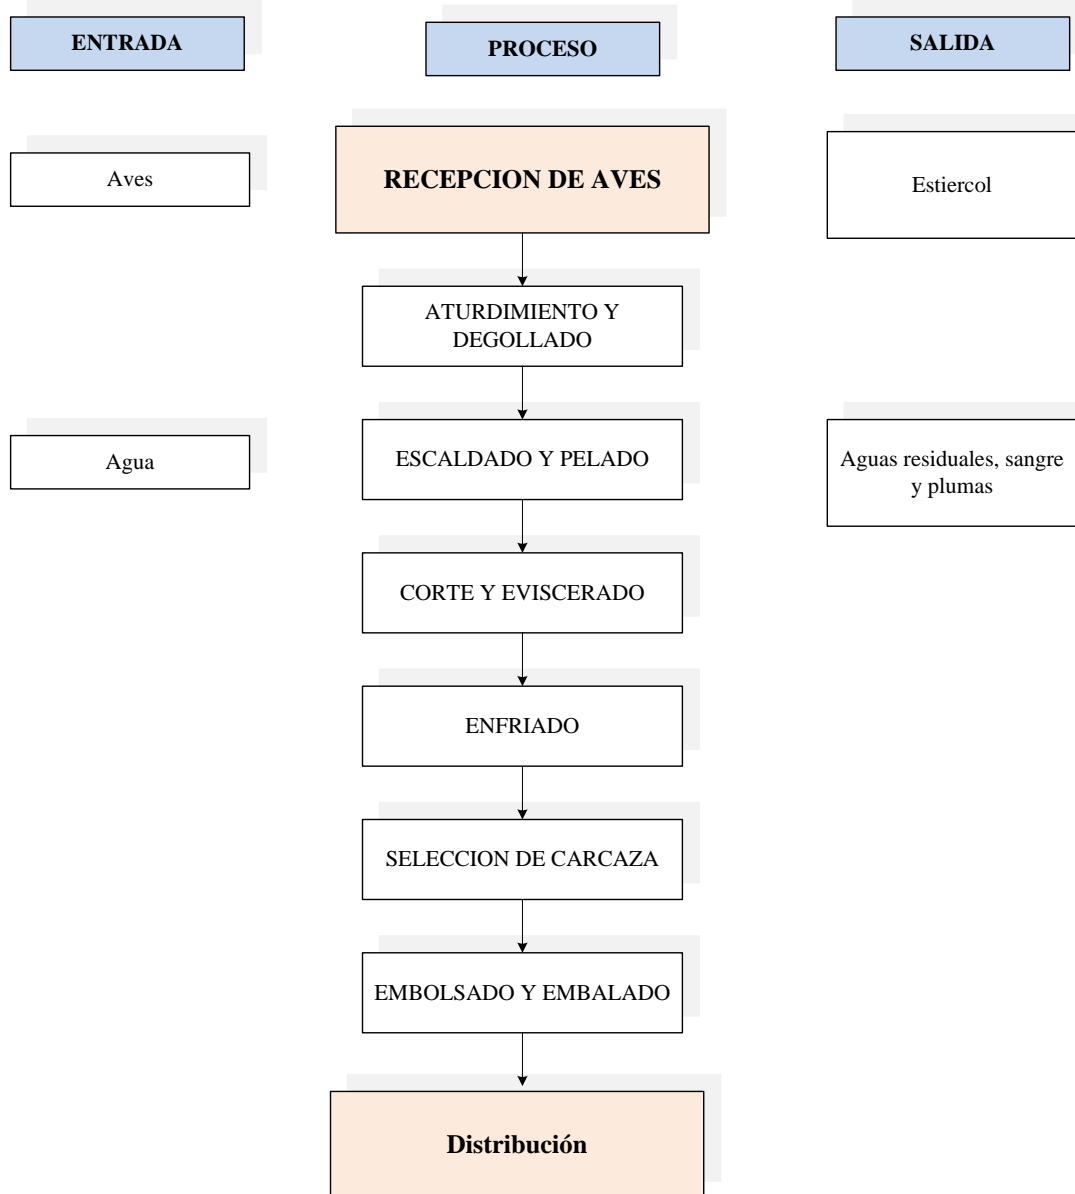 ENTRADA
PROCESO
SALIDA
Aves
RECEPCION DE AVES
Estiercol
ATURDIMIENTO Y
DEGOLLADO
Agua
ESCALDADO Y PELADO
Aguas residuales, sangre
y plumas
CORTE Y EVISCERADO
ENFRIADO
SELECCION DE CARCAZA
EMBOLSADO Y EMBALADO
Distribución